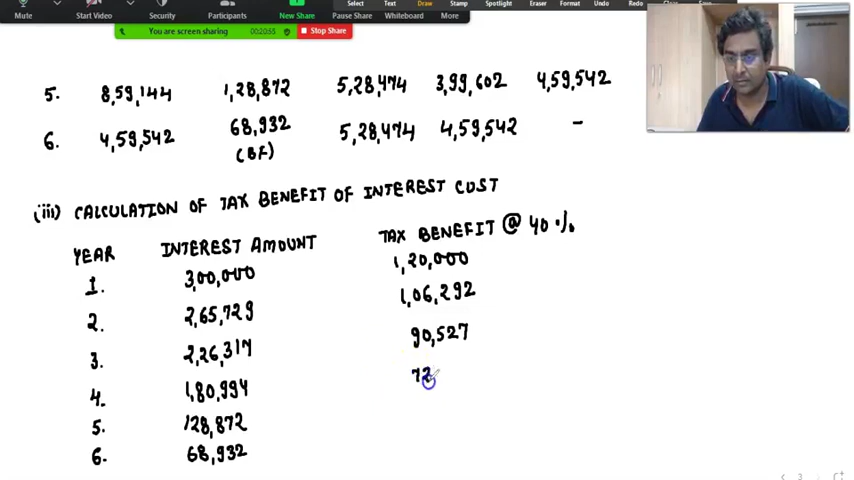 Mute Start Video Security Participants New Share Pause Share Whiteboard More
Select Text Draw Stamp Spotlight Eraser Format Undo Redo
You are screen sharing 00:20:55 Stop Share
5. 8,59,144 1,28,872 5,28,474 3,99,602 4,59,542
6. 4,59,542 68,932 5,28,474 4,59,542 -
(BF)
(iii) CALCULATION OF TAX BENEFIT OF INTEREST COST
YEAR INTEREST AMOUNT TAX BENEFIT @ 40 %
1. 3,00,000 1,20,000
2. 2,65,729 1,06,292
3. 2,26,317 90,527
4. 1,80,994 72
5. 128,872
6. 68,932
3